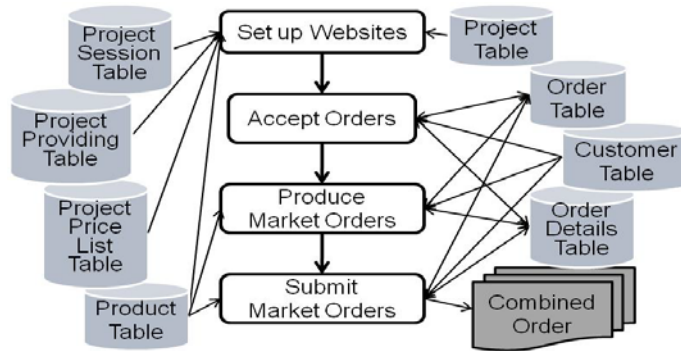 Project
Session
Table
Set up Websites
Project
Table
Project
Providing
Table
Accept Orders
Order
Table
Customer
Table
Project
Price
List
Table
Produce
Market Orders
Order
Details
Table
Product
Table
Submit
Market Orders
Combined
Order